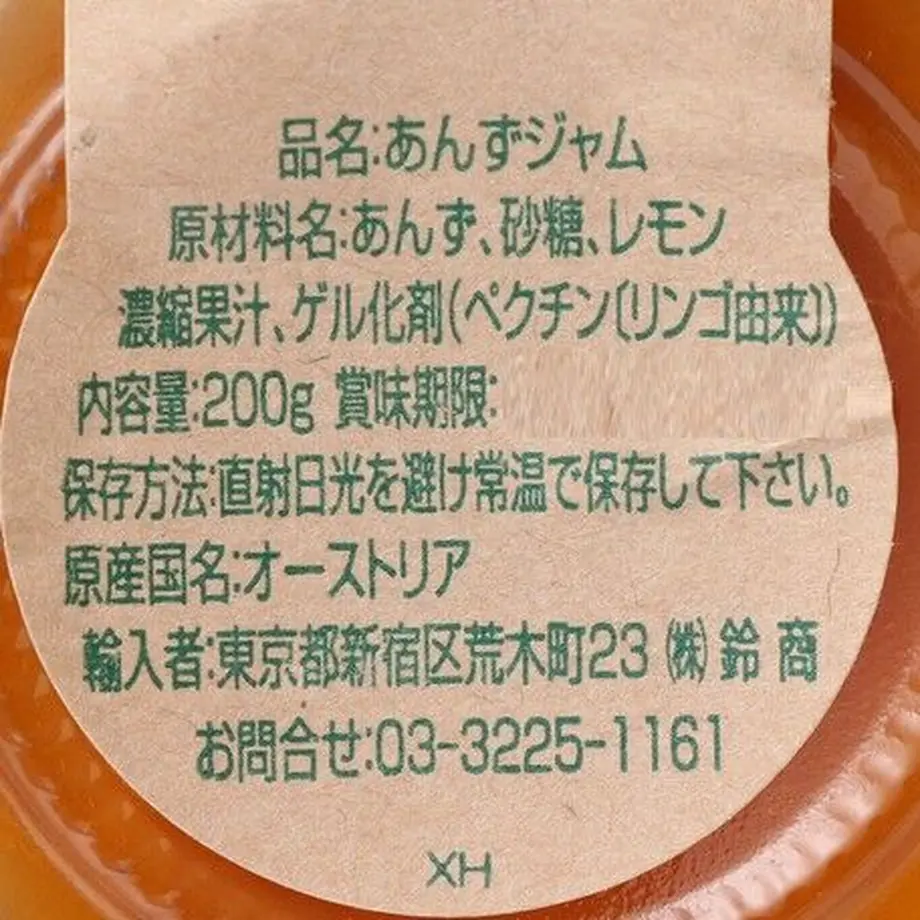 品名:あんずジャム
原材料名:あんず、砂糖、レモン
濃縮果汁、ゲル化剤(ペクチン(リンゴ由来))
内容量:200g 賞味期限:
保存方法:直射日光を避け常温で保存して下さい。
原産国名:オーストリア
輸入者:東京都新宿区荒木町23 ㈱ 鈴 商
お問合せ:03-3225-1161
XH